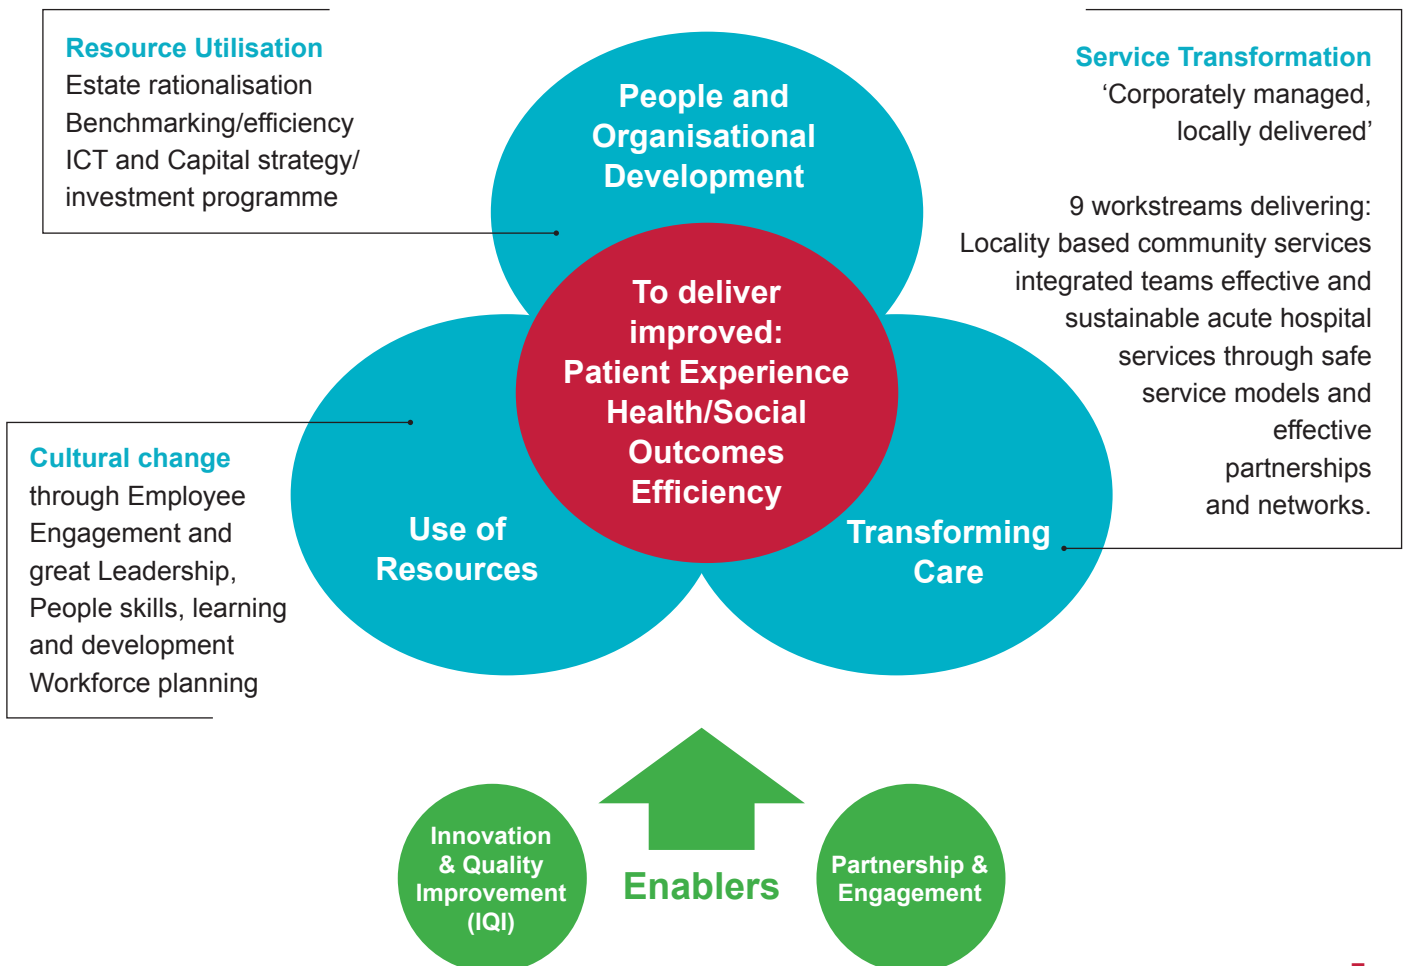 Resource Utilisation
Estate rationalisation
Benchmarking/efficiency
ICT and Capital strategy/
investment programme
People and
Organisational
Development
Service Transformation
‘Corporately managed,
locally delivered’
9 workstreams delivering:
Locality based community services
integrated teams effective and
sustainable acute hospital
services through safe
service models and
effective
partnerships
and networks.
To deliver
improved:
Patient Experience
Health/Social
Outcomes
Efficiency
Cultural change
through Employee
Engagement and
great Leadership,
People skills, learning
and development
Workforce planning
Use of
Resources
Transforming
Care
Innovation
& Quality
Improvement
(IQI)
Enablers
Partnership &
Engagement